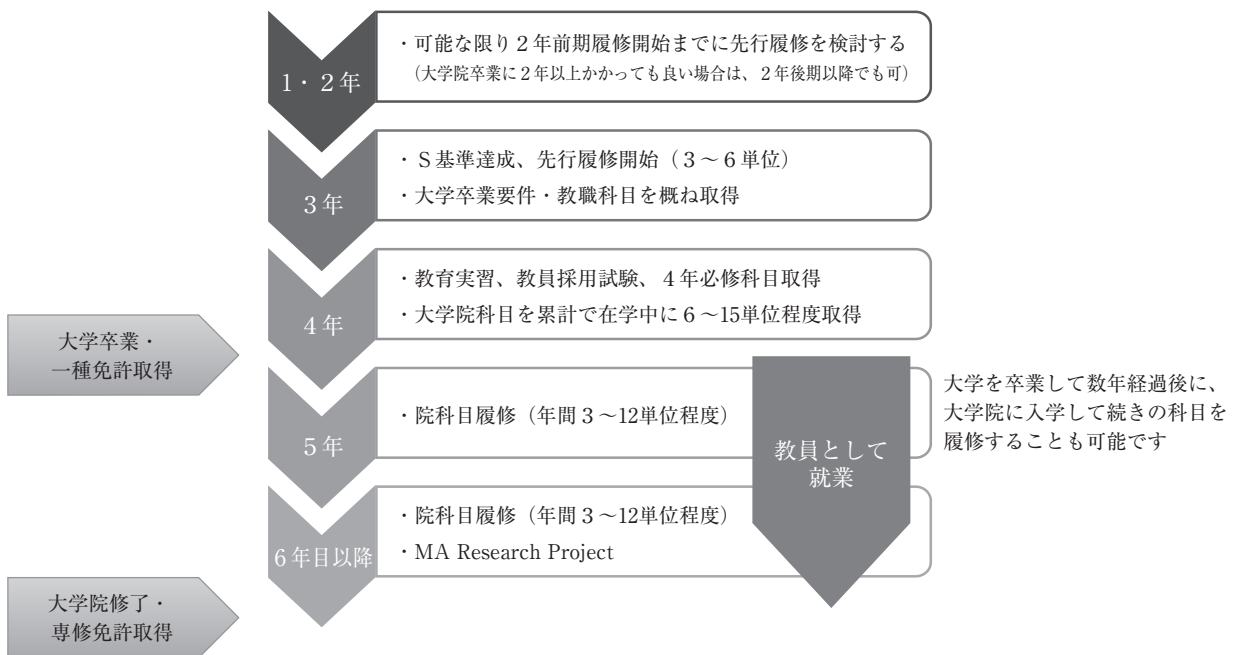 1・2年
・可能な限り2年前期履修開始までに先行履修を検討する
（大学院卒業に2年以上かかっても良い場合は、2年後期以降でも可）
3年
・S基準達成、先行履修開始（3～6単位）
・大学卒業要件・教職科目を概ね取得
4年
・教育実習、教員採用試験、4年必修科目取得
・大学院科目を累計で在学中に6～15単位程度取得
大学卒業・
一種免許取得
5年
・院科目履修（年間3～12単位程度）
教員として
就業
大学を卒業して数年経過後に、
大学院に入学して続きの科目を
履修することも可能です
6年目以降
・院科目履修（年間3～12単位程度）
・MA Research Project
大学院修了・
専修免許取得